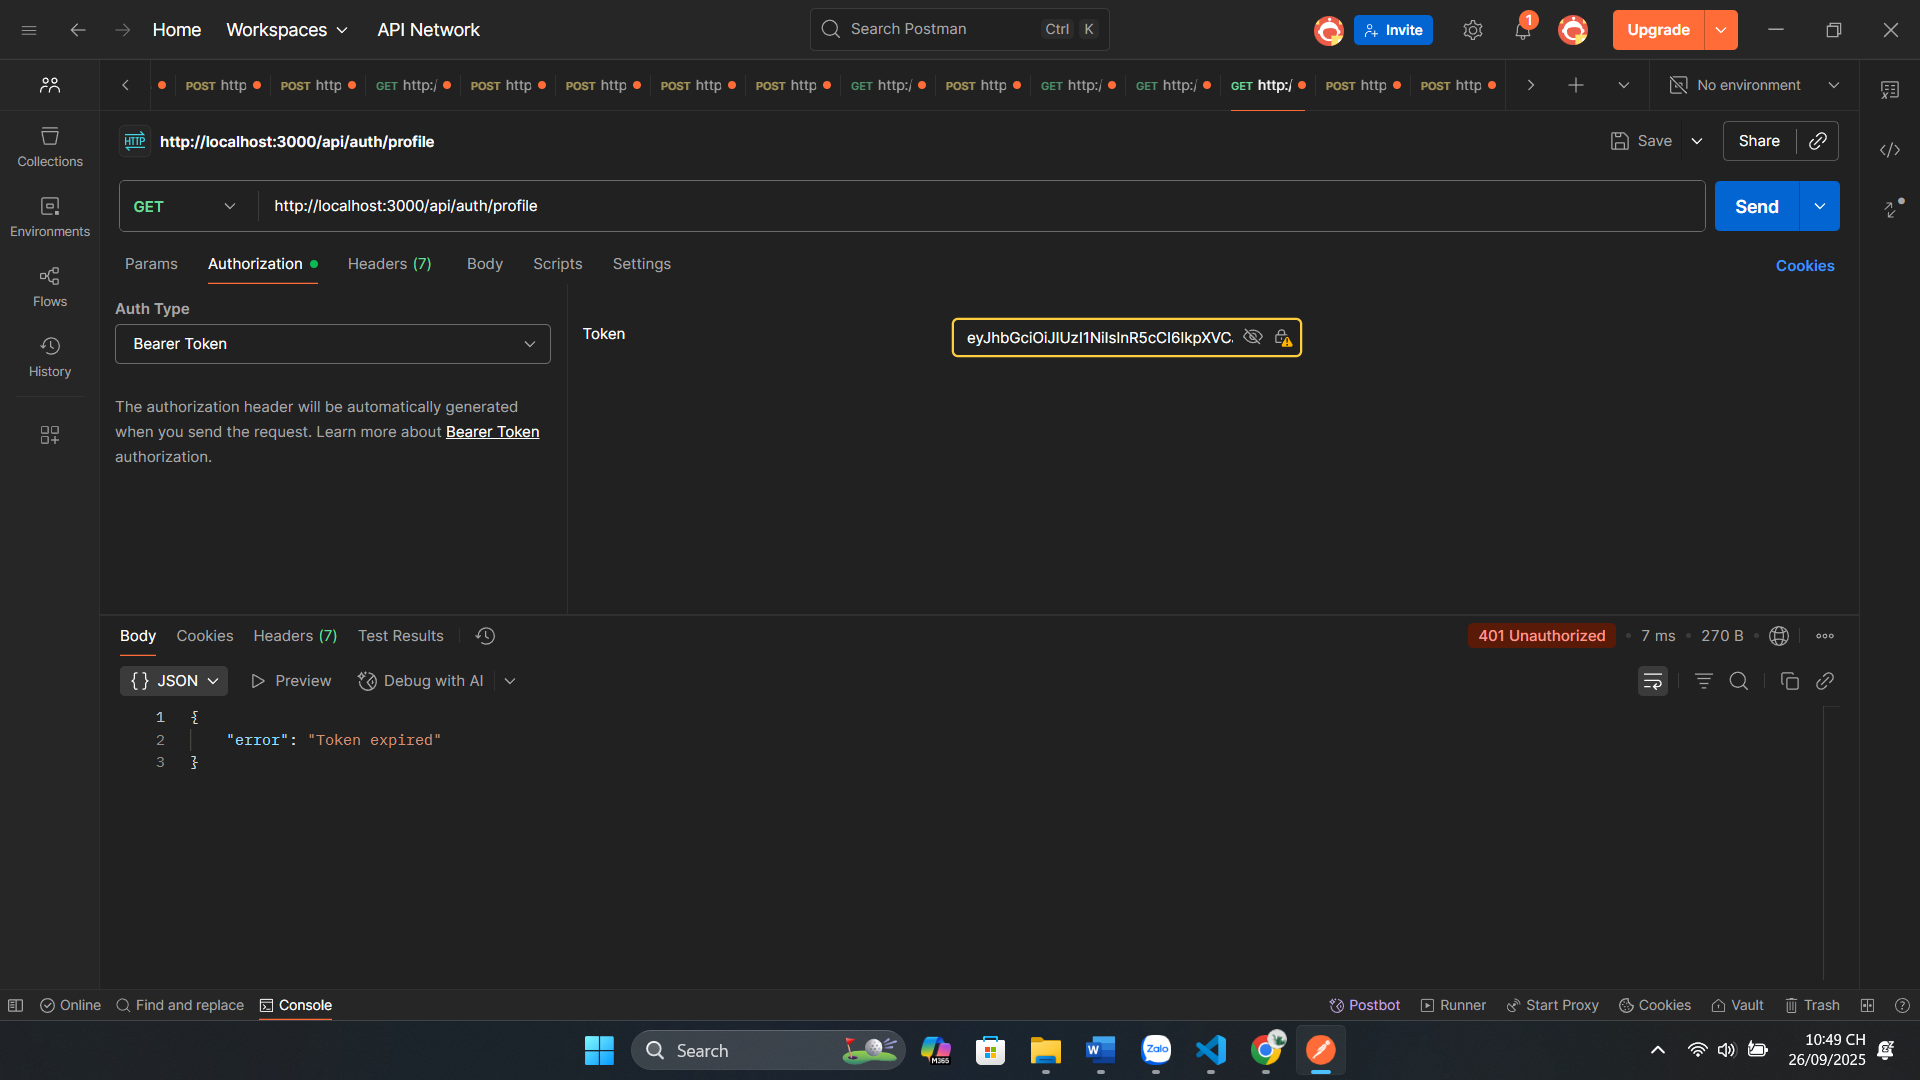 Home Workspaces API Network Search Postman Ctrl K Invite 1 Upgrade
POST http POST http GET http:/ POST http POST http POST http POST http GET http:/ POST http GET http:/ GET http:/ GET http:/ POST http POST http No environment
HTTP http://localhost:3000/api/auth/profile Save Share
Collections
GET http://localhost:3000/api/auth/profile Send
Environments
Params Authorization Headers (7) Body Scripts Settings Cookies
Flows
Auth Type
Token eyJhbGciOiJIUzI1NiIsInR5cCI6IkpXVC.
Bearer Token
History
The authorization header will be automatically generated
when you send the request. Learn more about Bearer Token
authorization.
Body Cookies Headers (7) Test Results 401 Unauthorized 7 ms 270 B
{} JSON Preview Debug with AI
1 {
2 "error": "Token expired"
3 }
Online Find and replace Console Postbot Runner Start Proxy Cookies Vault Trash
Search M365 W Zalo
10:49 CH
26/09/2025